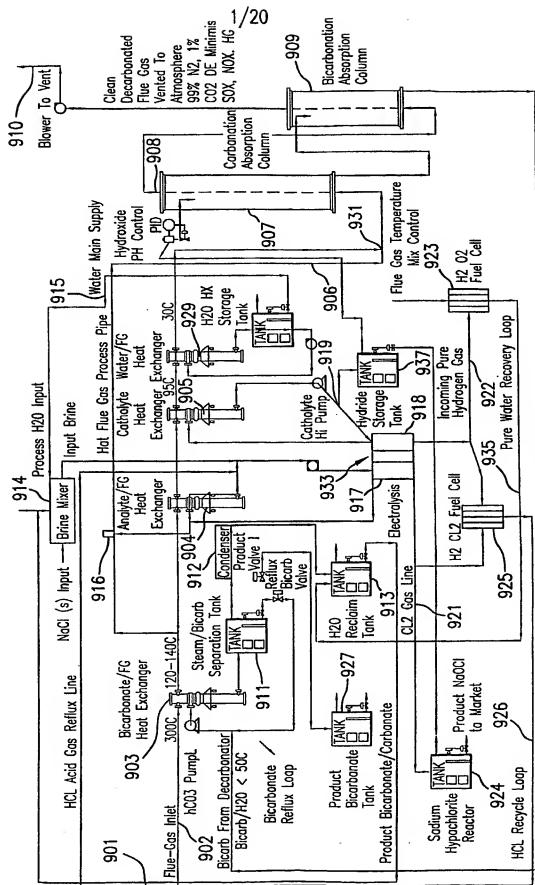 1/20
Blower To Vent
910
Clean
Decarbonated
Flue Gas
Vented To
Atmosphere
99% N2, 1%
CO2 DE Minimis
SOX, NOX. HG
909
Bicarbonation
Absorption
Column
908
Carbonation
Absorption
Column
907
931
PID
Hydroxide
PH Control
906
Water Main Supply
915
Process H2O Input
914
Brine Mixer
Input Brine
NaCl (s) Input
Hot Flue Gas Process Pipe
30C
Water/FG
Heat
Exchanger
929
H2O HX
Storage
Tank
TANK
95C
Catholyte
Heat
Exchanger
905
Catholyte
Hi Pump
919
Analyte/FG
Heat
Exchanger
904
916
Flue Gas Temperature
Mix Control
923
H2 O2
Fuel Cell
TANK
937
Hydride
Storage
Tank
Incoming Pure
Hydrogen Gas
922
Pure Water Recovery Loop
935
933
918
917
Electrolysis
H2 CL2 Fuel Cell
925
CL2 Gas Line
921
912
Condenser
Product
Valve 1
Reflux
Bicarb
Valve
TANK
913
H2O
Reclaim
Tank
Steam/Bicarb
Separation Tank
TANK
911
120-140C
Bicarbonate/FG
Heat Exchanger
903
300C
hCO3 PumpL
HCL Acid Gas Reflux Line
Flue-Gas Inlet
902
901
Bicarb From Decarbonator
Bicarb/H2O < 50C
Bicarbonate
Reflux Loop
TANK
927
Product
Bicarbonate
Tank
Product Bicarbonate/Carbonate
TANK
Product NaOCl
to Market
924
Sodium
Hypochlorite
Reactor
926
HCL Recycle Loop